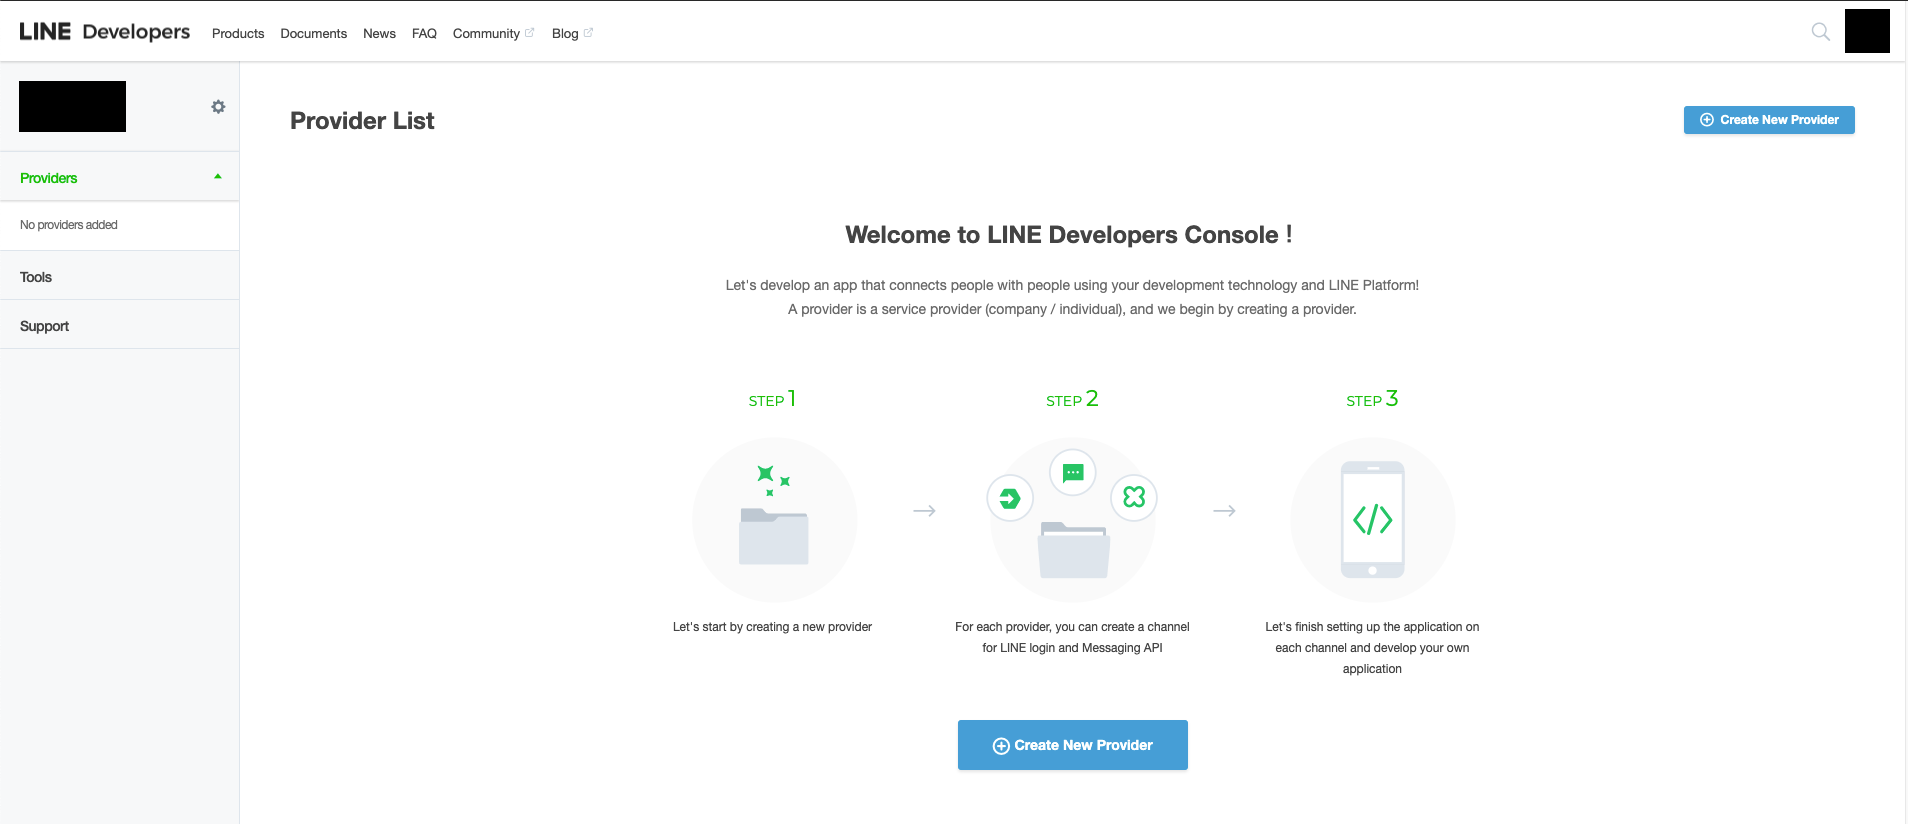 LINE Developers
Products Documents News FAQ Community Blog
Provider List
Create New Provider
Providers
No providers added
Tools
Support
Welcome to LINE Developers Console !
Let's develop an app that connects people with people using your development technology and LINE Platform!
A provider is a service provider (company / individual), and we begin by creating a provider.
STEP 1
Let's start by creating a new provider
STEP 2
For each provider, you can create a channel
for LINE login and Messaging API
STEP 3
Let's finish setting up the application on
each channel and develop your own
application
Create New Provider